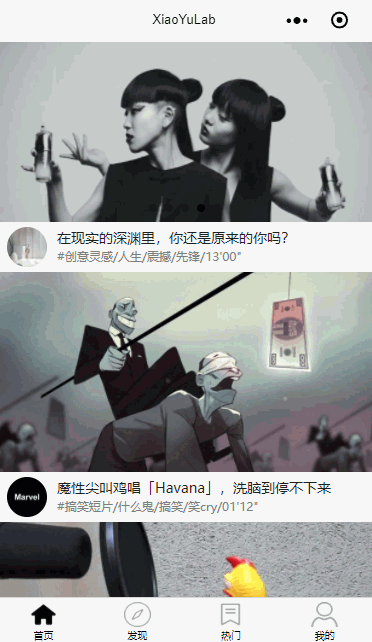 XiaoYuLab
在现实的深渊里，你还是原来的你吗?
#创意灵感/人生/震撼/先锋/13'00"
Marvel
魔性尖叫鸡唱「Havana」，洗脑到停不下来
#搞笑短片/什么鬼/搞笑/笑cry/01'12"
首页
发现
热门
我的